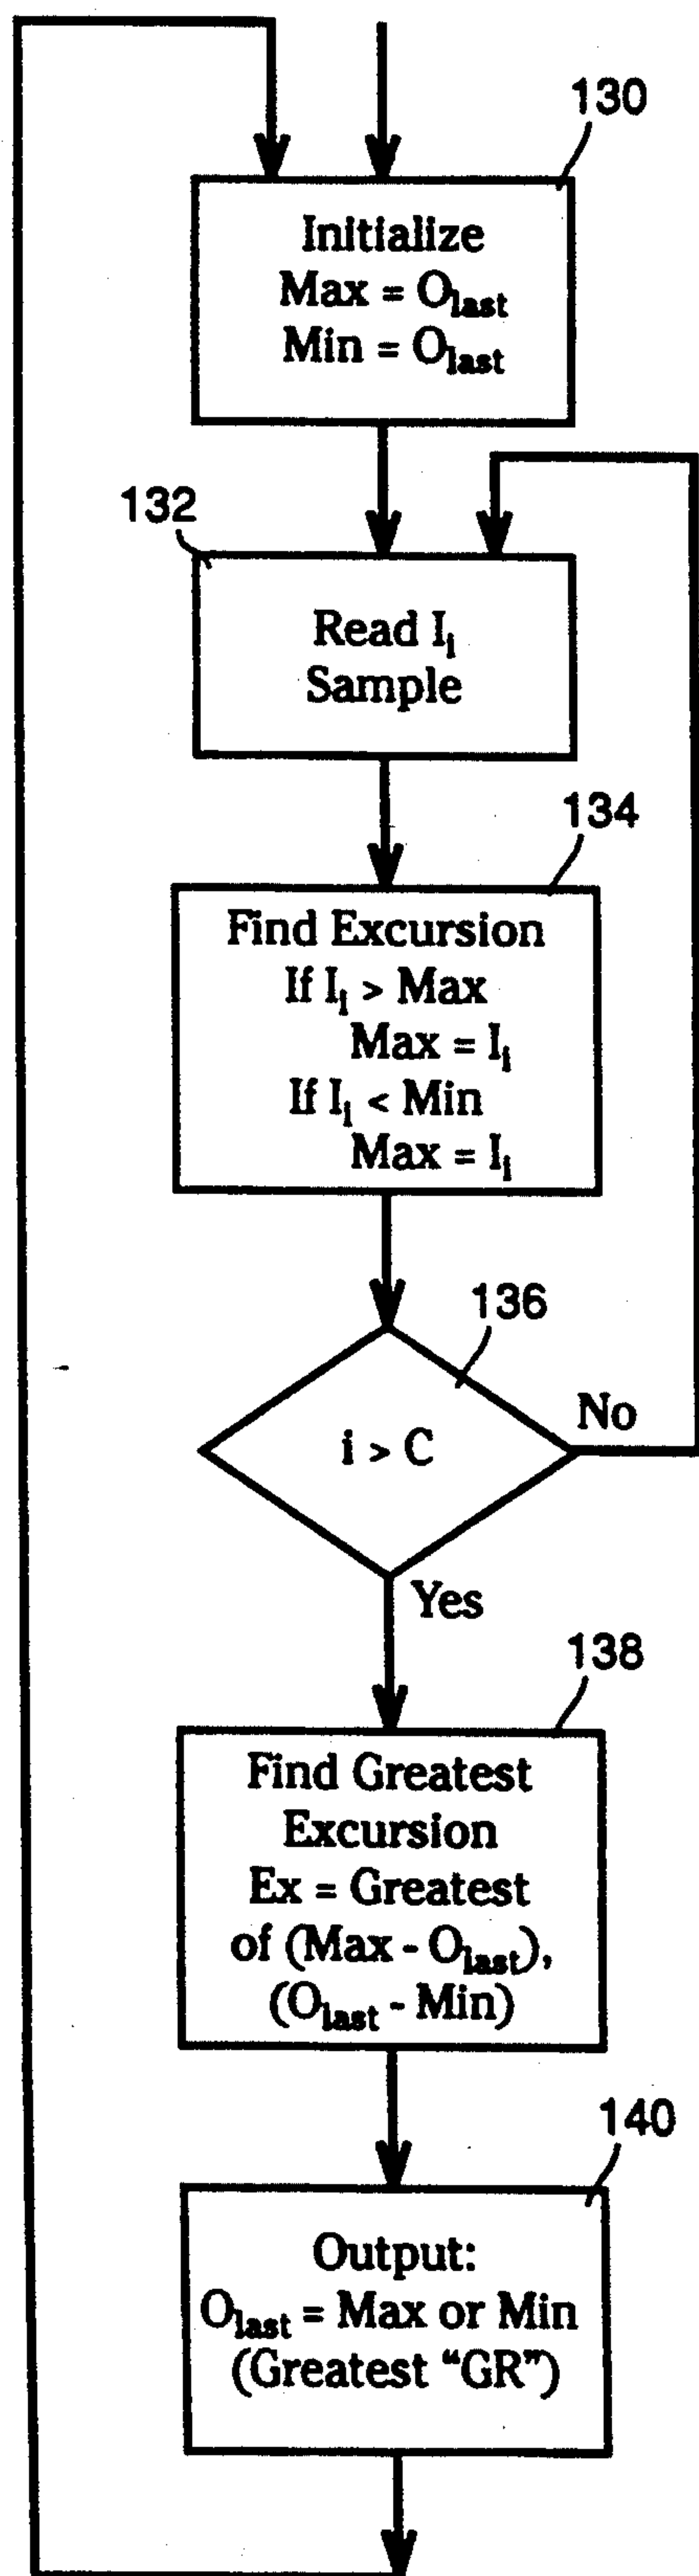 130
Initialize
Max = Olast
Min = Olast
132
Read Ii
Sample
134
Find Excursion
If Ii > Max
Max = Ii
If Ii < Min
Max = Ii
136
i > C
No
Yes
138
Find Greatest
Excursion
Ex = Greatest
of (Max - Olast),
(Olast - Min)
140
Output:
Olast = Max or Min
(Greatest “GR”)